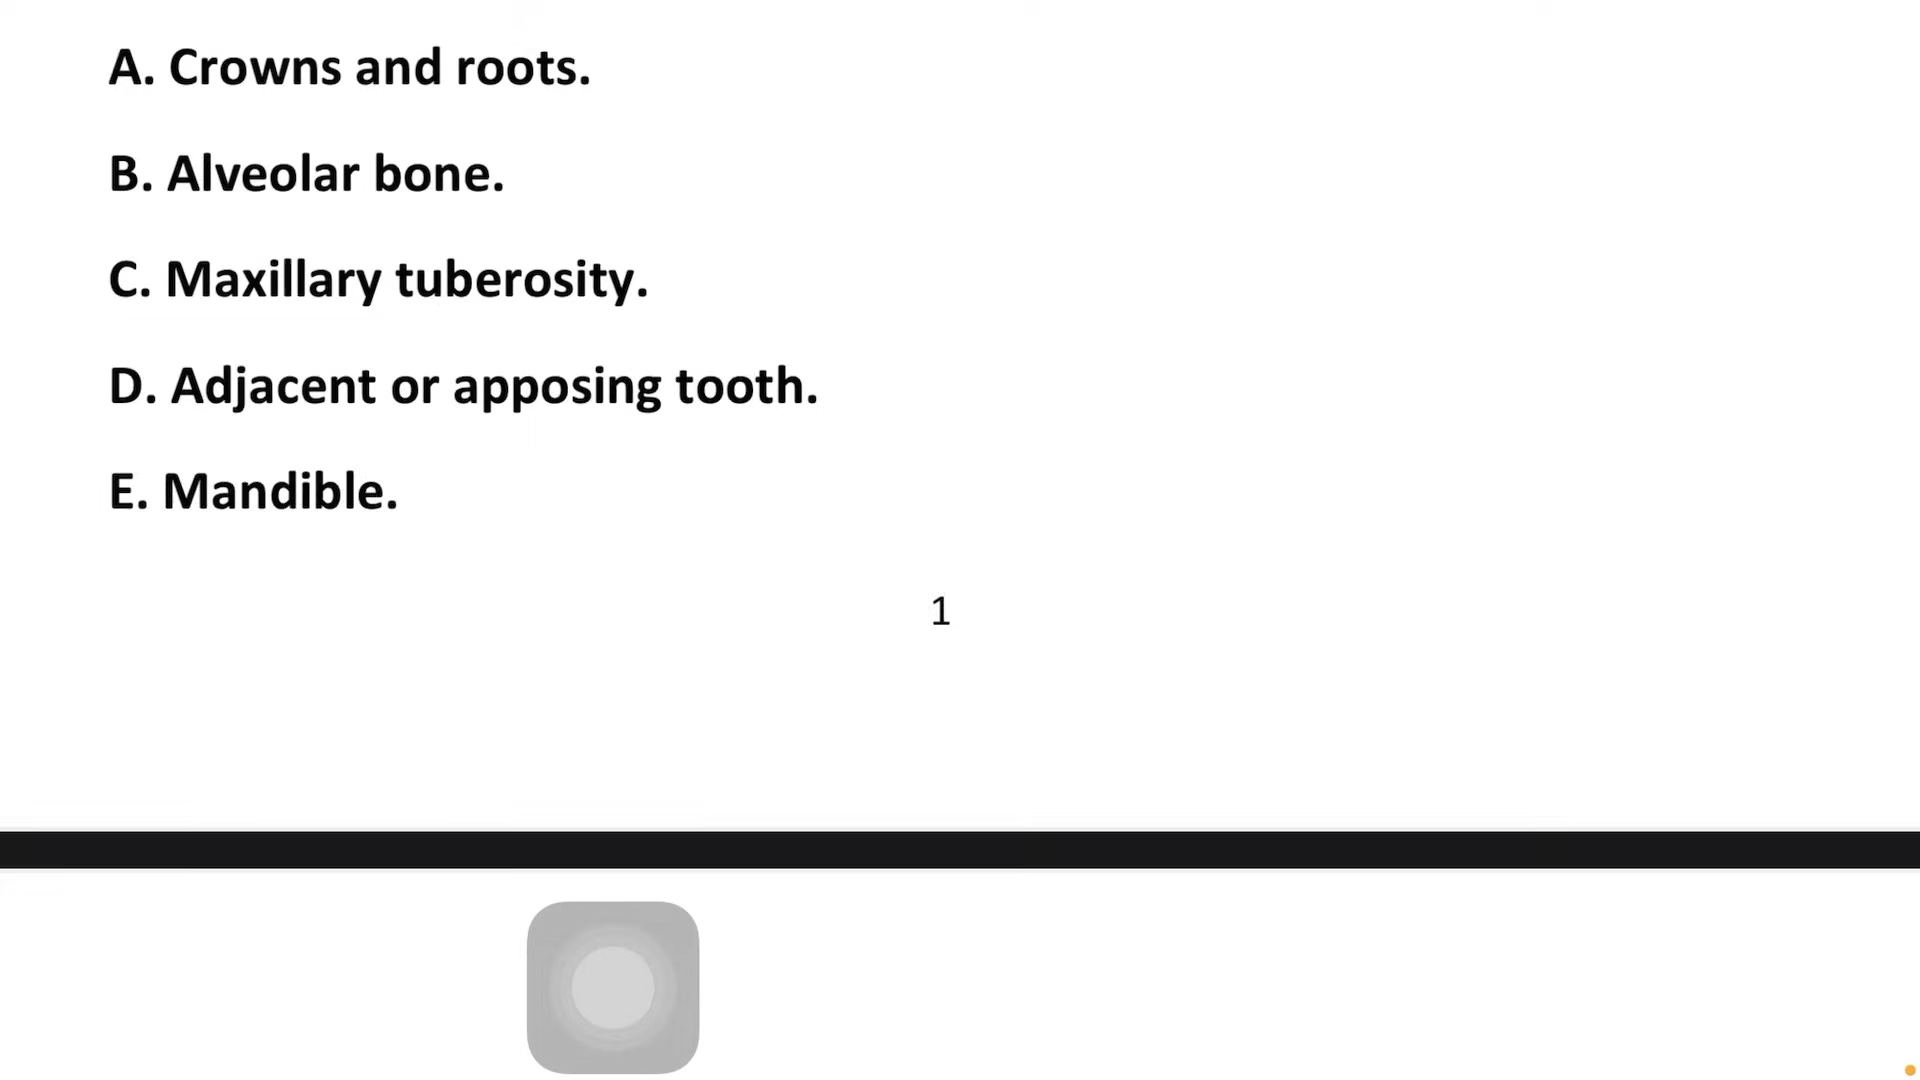 A. Crowns and roots.
B. Alveolar bone.
C. Maxillary tuberosity.
D. Adjacent or apposing tooth.
E. Mandible.
1